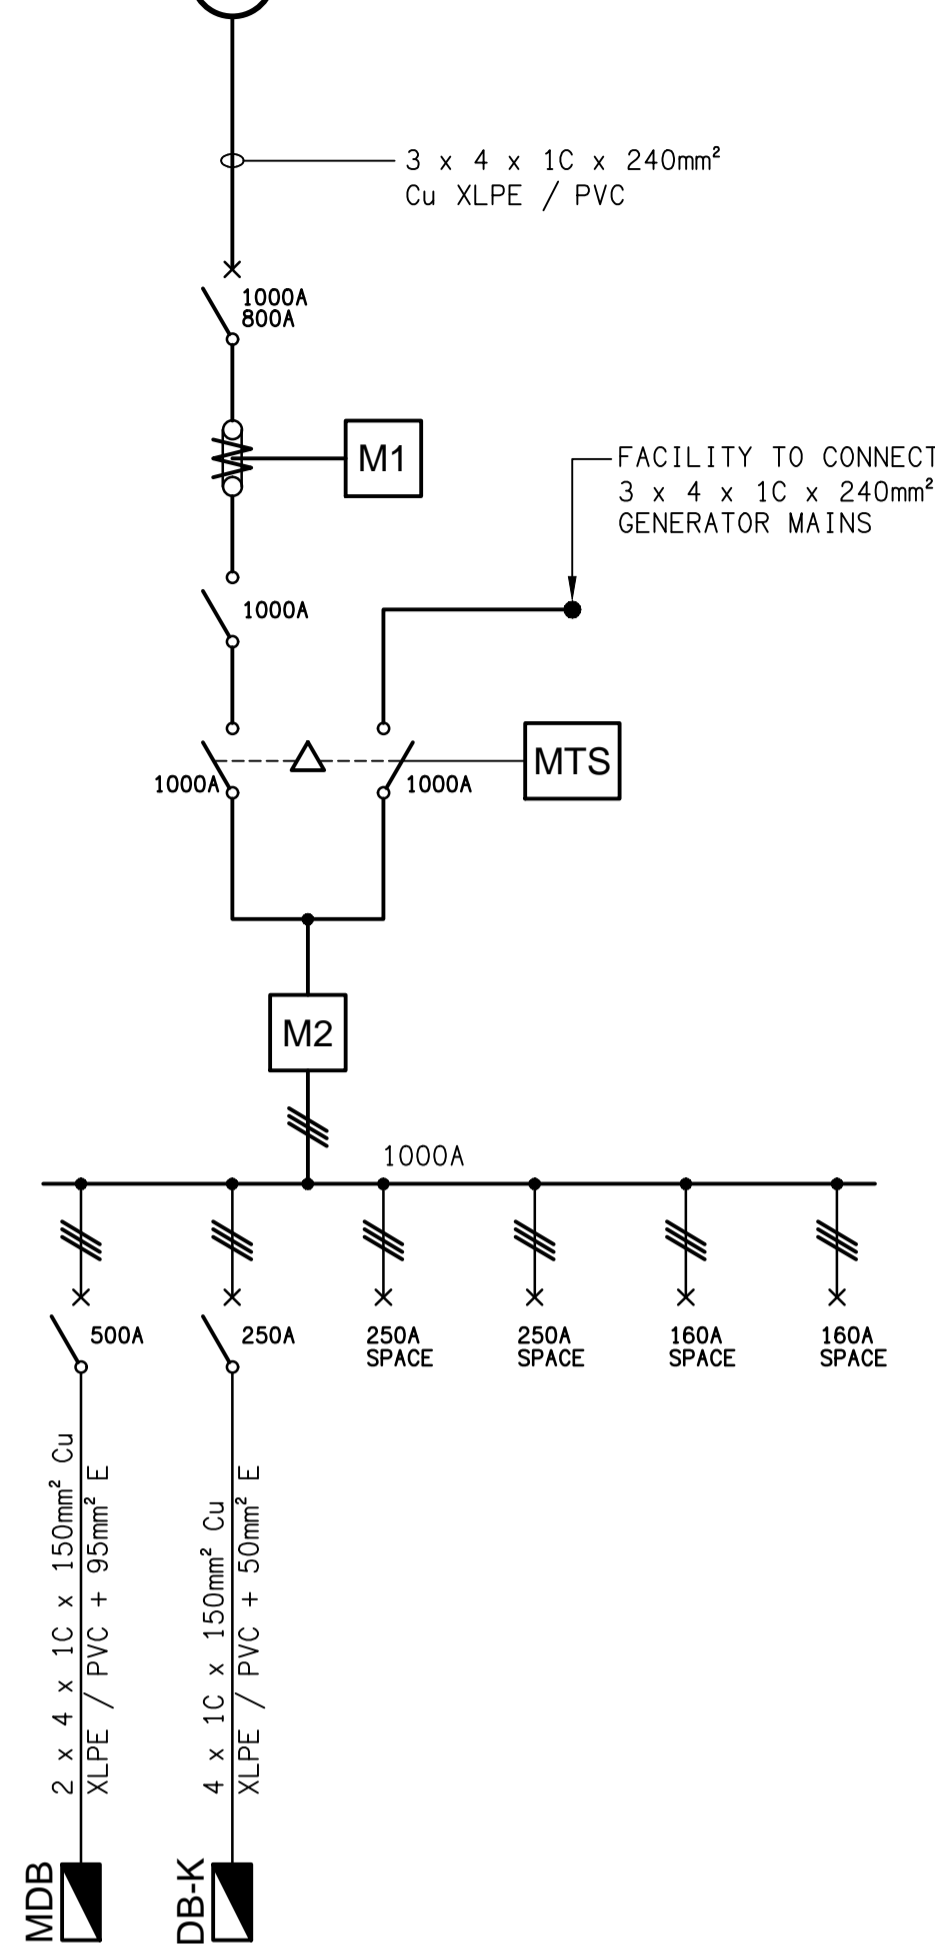 3 x 4 x 1C x 240mm²
Cu XLPE / PVC
1000A
800A
M1
FACILITY TO CONNECT
3 x 4 x 1C x 240mm²
GENERATOR MAINS
1000A
1000A
1000A
MTS
M2
1000A
500A
250A
250A
SPACE
250A
SPACE
160A
SPACE
160A
SPACE
2 x 4 x 1C x 150mm² Cu
XLPE / PVC + 95mm² E
4 x 1C x 150mm² Cu
XLPE / PVC + 50mm² E
MDB
DB-K